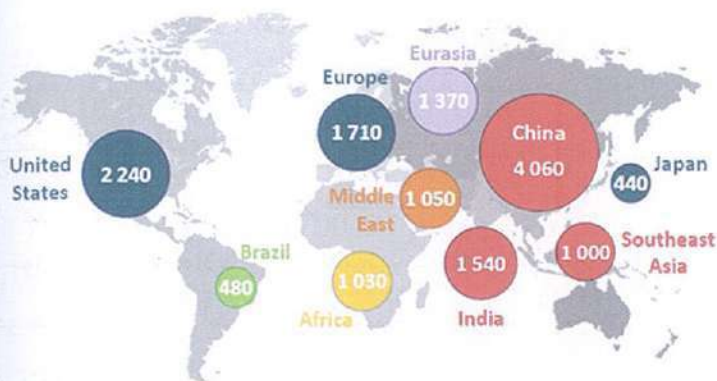 Eurasia
1 370
Europe
1 710
China
4 060
United
States
2 240
Japan
440
Middle
East
1 050
Southeast
Asia
1 000
Brazil
480
Africa
1 030
India
1 540